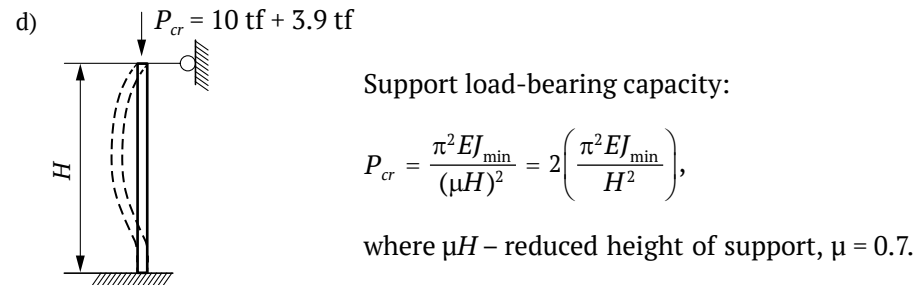 d)
P_cr = 10 tf + 3.9 tf
H
Support load-bearing capacity:
P_cr = π²EJ_min / (μH)² = 2(π²EJ_min / H²),
where μH – reduced height of support, μ = 0.7.